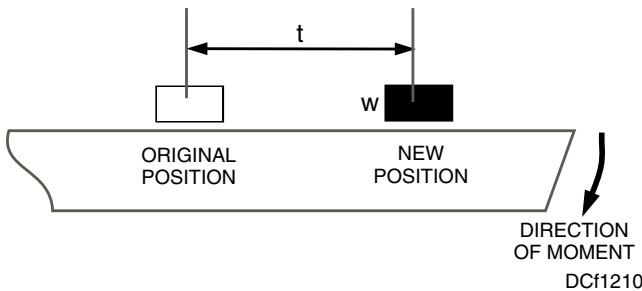 t
w
ORIGINAL
POSITION
NEW
POSITION
DIRECTION
OF MOMENT
DCf1210